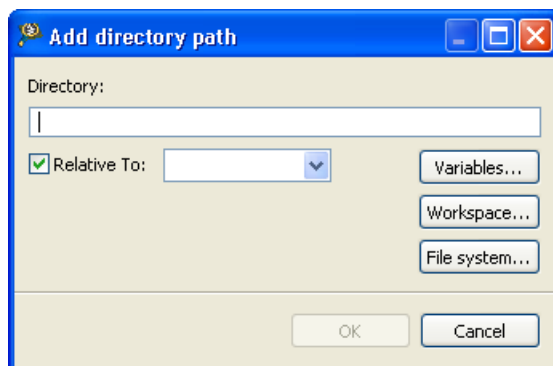 Add directory path
Directory:
Relative To:
Variables...
Workspace...
File system...
OK
Cancel